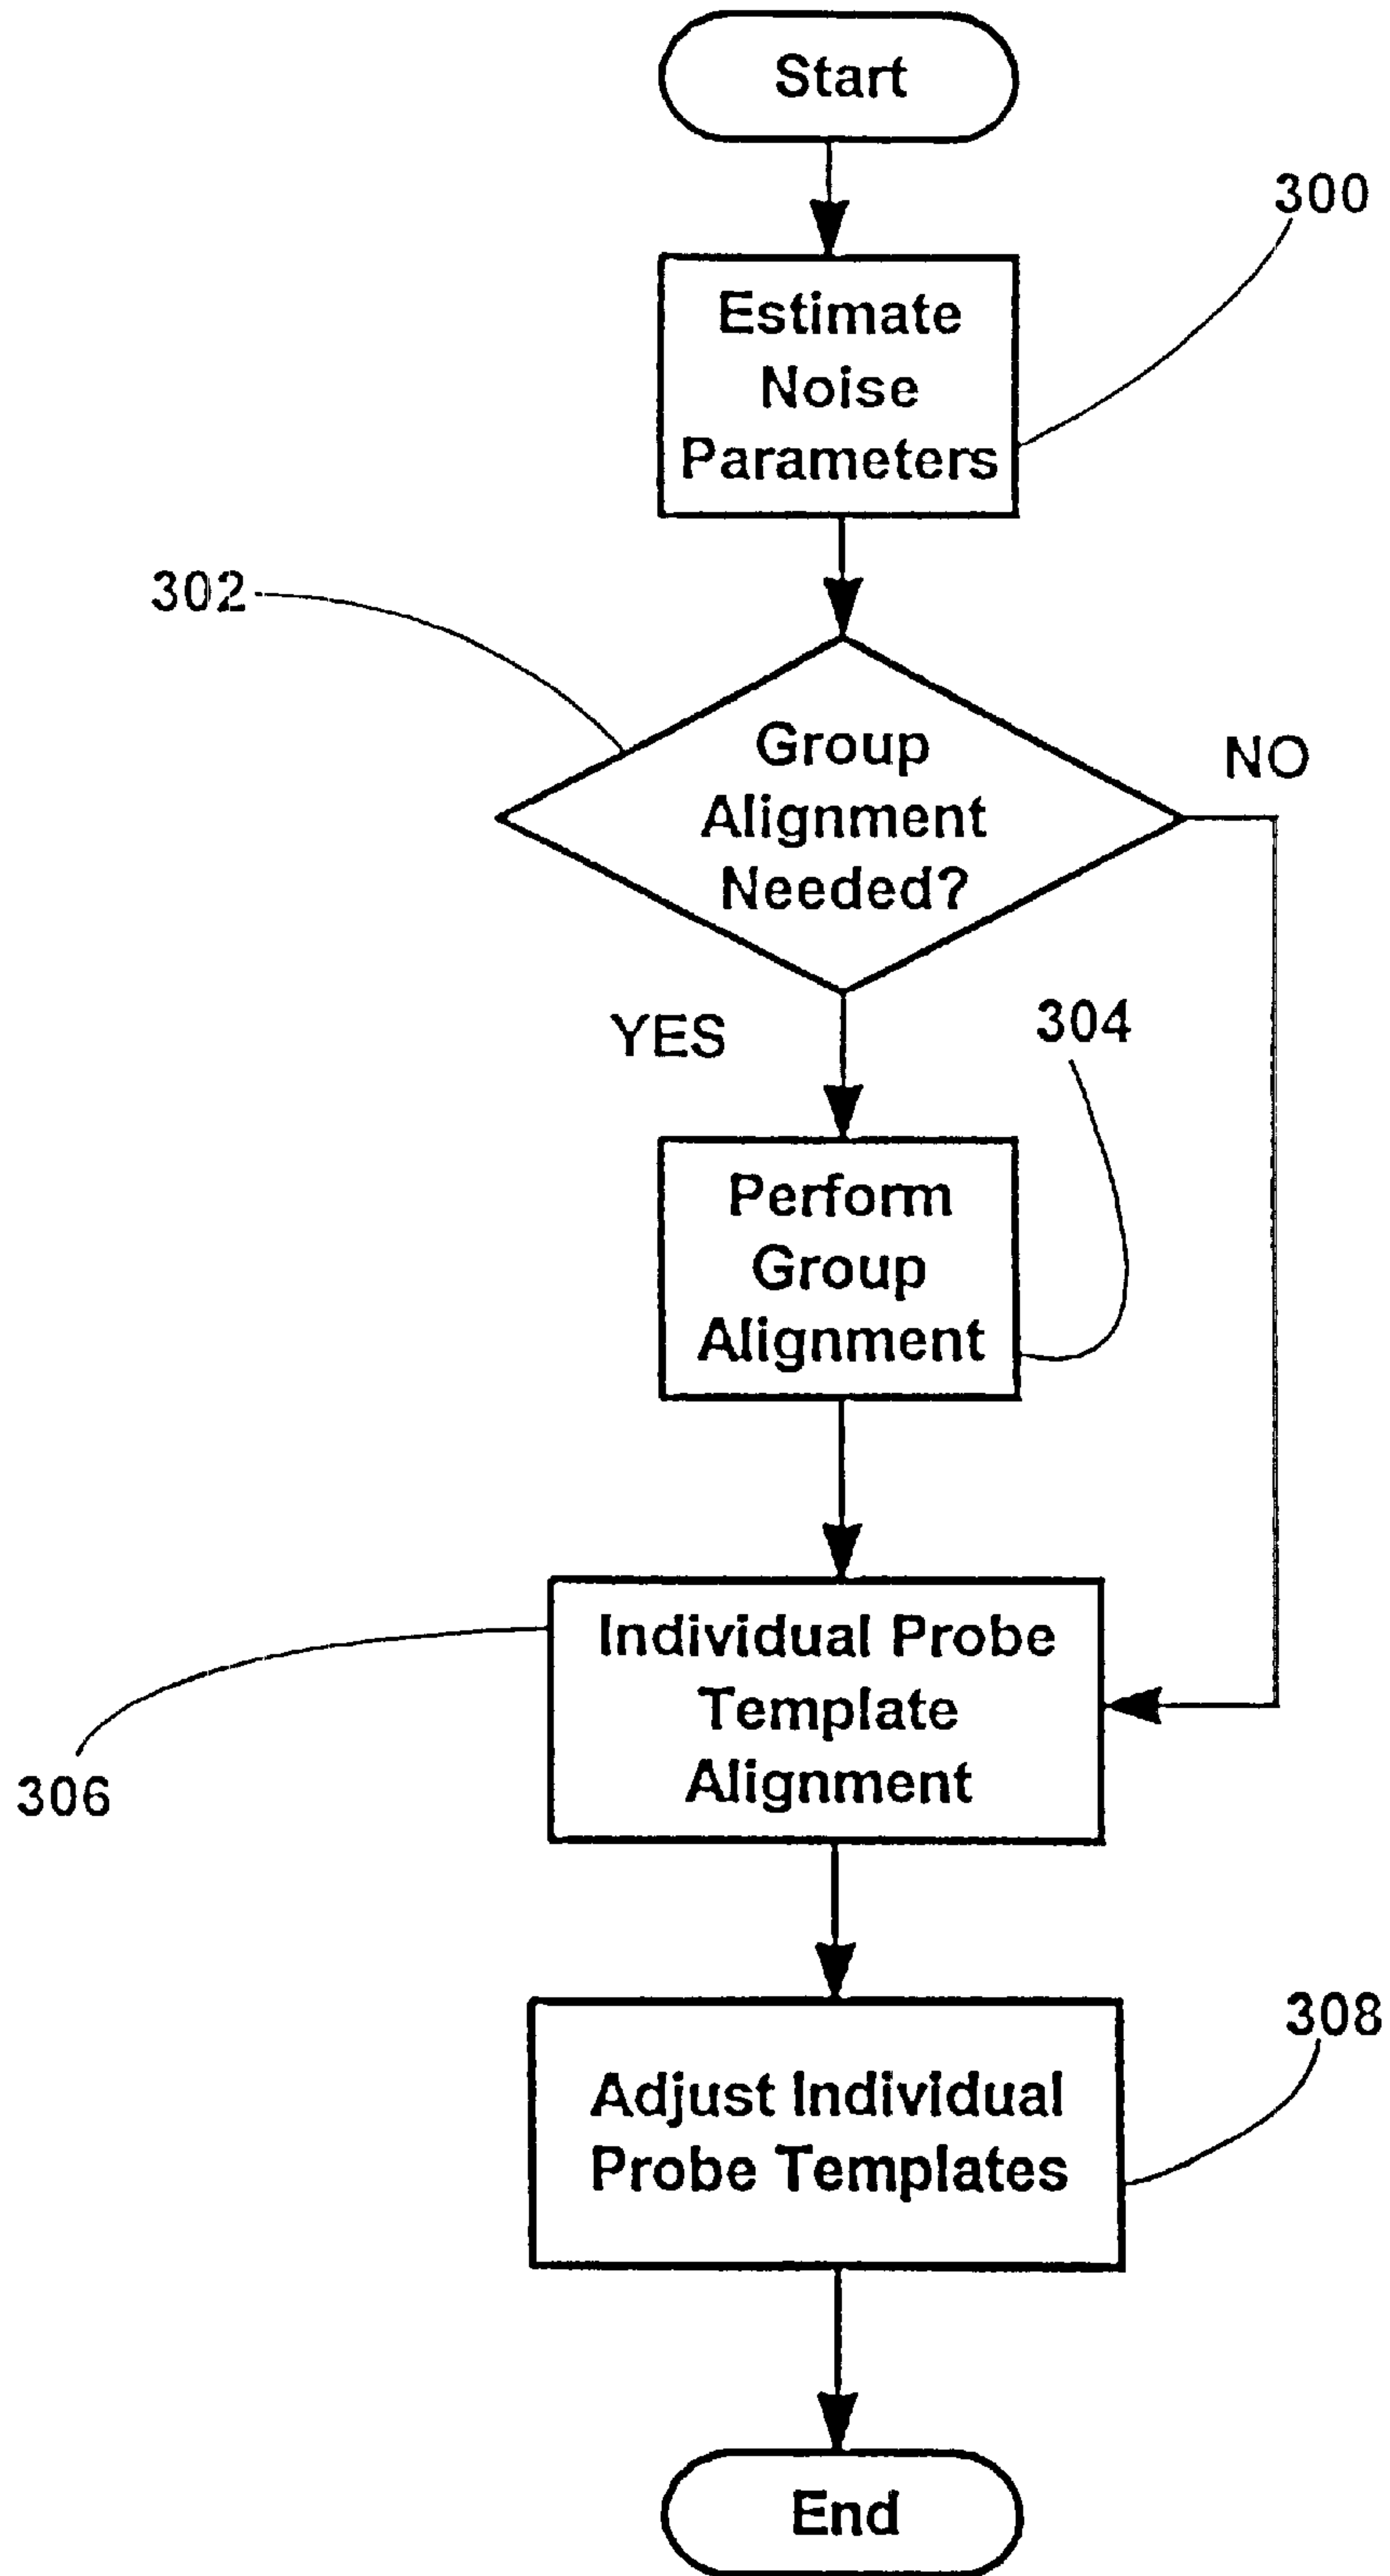 Start
300
Estimate
Noise
Parameters
302
Group
Alignment
Needed?
NO
YES
304
Perform
Group
Alignment
Individual Probe
Template
Alignment
306
308
Adjust Individual
Probe Templates
End